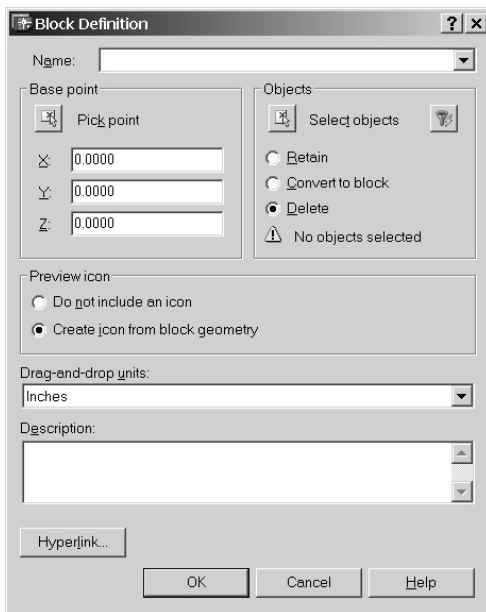 Block Definition
Name:
Base point
Pick point
X: 0.0000
Y: 0.0000
Z: 0.0000
Objects
Select objects
Retain
Convert to block
Delete
No objects selected
Preview icon
Do not include an icon
Create icon from block geometry
Drag-and-drop units:
Inches
Description:
Hyperlink...
OK Cancel Help